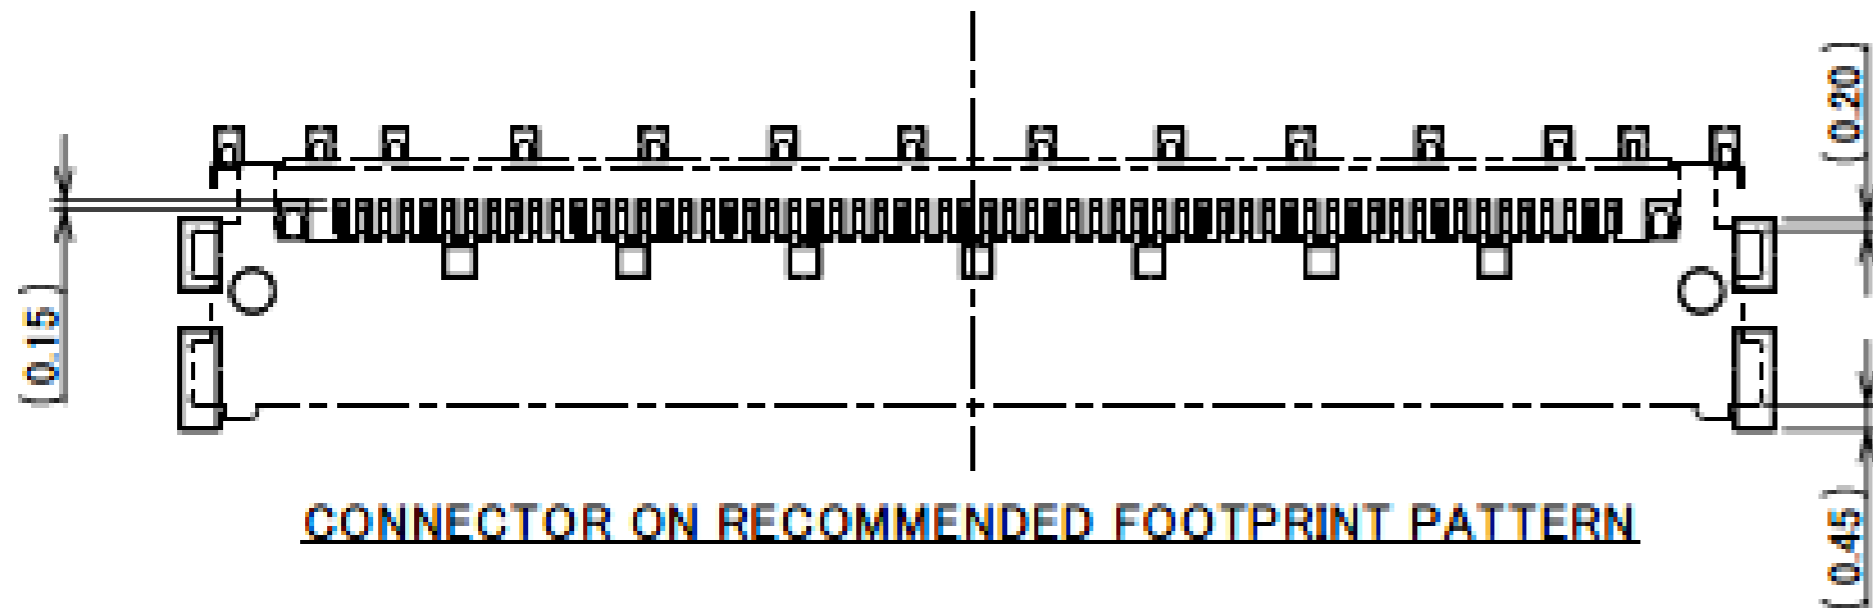 (0.20)
(0.15)
CONNECTOR ON RECOMMENDED FOOTPRINT PATTERN
(0.45)